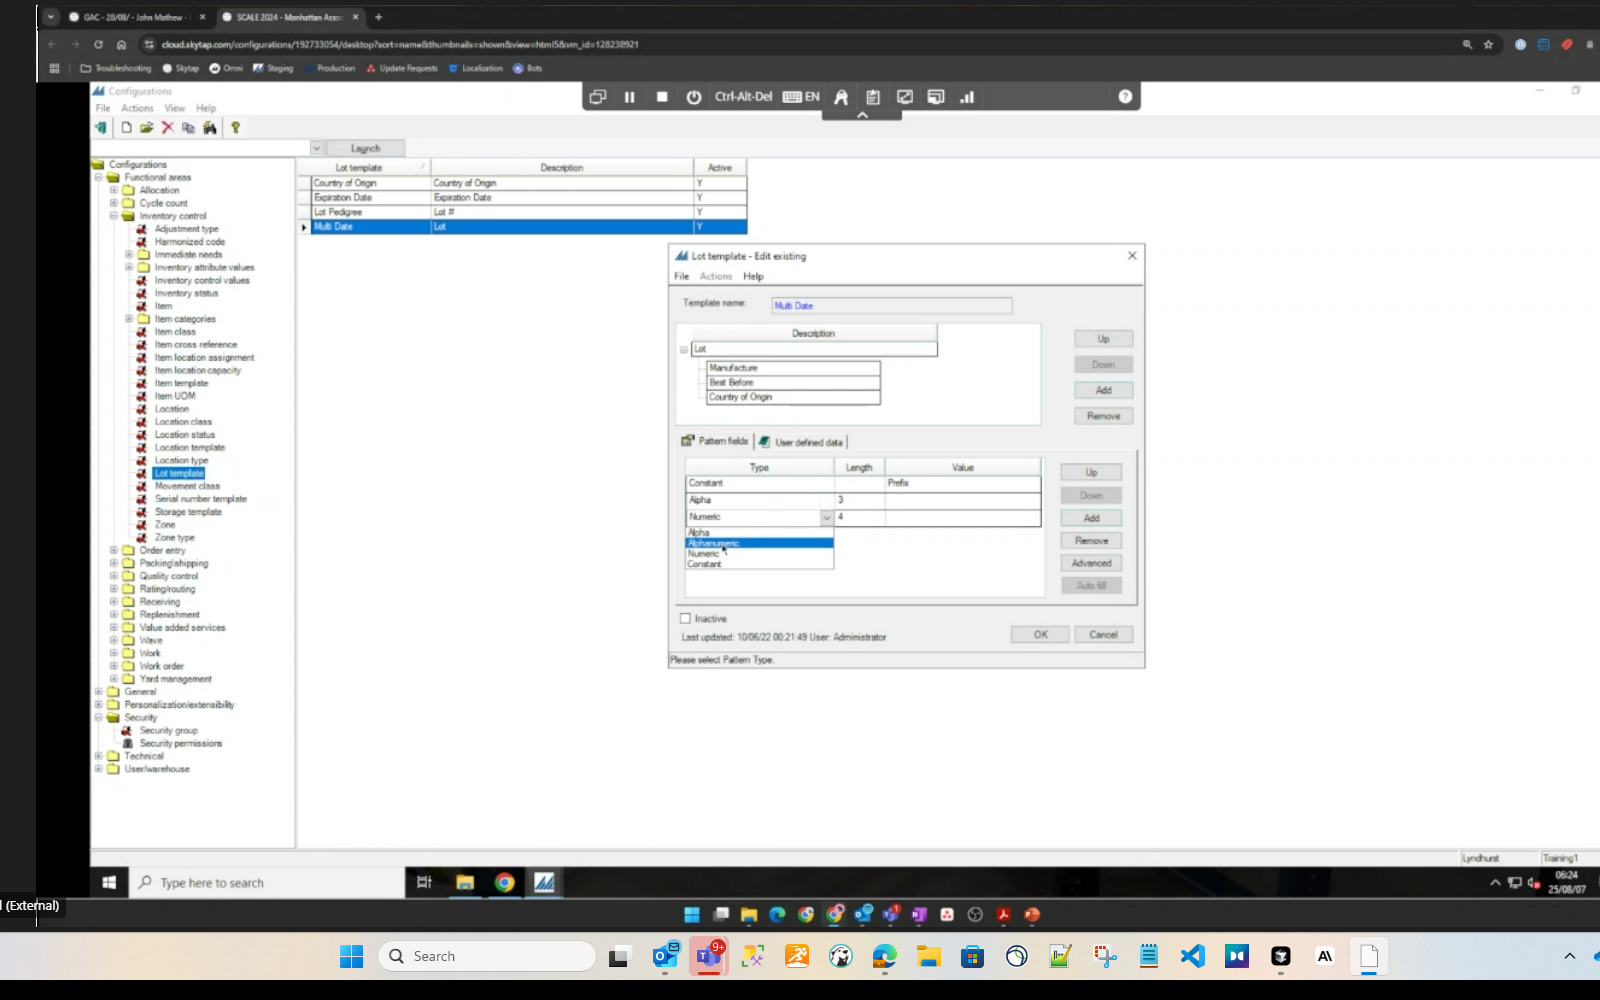 GAC - 28/08/ - John Mathew -
SCALE 2024 - Manhattan Assoc
cloud.skytap.com/configurations/192733054/desktop?sort=name&thumbnails=shown&view=html5&vm_id=128238921
Troubleshooting Skytap Omni Staging Production Update Requests Localization Bots
Configurations
File Actions View Help
Ctrl-Alt-Del EN
Launch
Configurations
Functional areas
Allocation
Cycle count
Inventory control
Adjustment type
Harmonized code
Immediate needs
Inventory attribute values
Inventory control values
Inventory status
Item
Item categories
Item class
Item cross reference
Item location assignment
Item location capacity
Item template
Item UOM
Location
Location class
Location status
Location template
Location type
Lot template
Movement class
Serial number template
Storage template
Zone
Zone type
Order entry
Packing\shipping
Quality control
Rating/routing
Receiving
Replenishment
Value added services
Wave
Work
Work order
Yard management
General
Personalization/extensibility
Security
Security group
Security permissions
Technical
User/warehouse
Lot template Description Active
Country of Origin Country of Origin Y
Expiration Date Expiration Date Y
Lot Pedigree Lot # Y
Multi Date Lot Y
Lot template - Edit existing
File Actions Help
Template name: Multi Date
Description
Lot
Manufacture
Best Before
Country of Origin
Up
Down
Add
Remove
Pattern fields User defined data
Type Length Value
Constant Prefix
Alpha 3
Numeric 4
Alpha
Alphanumeric
Numeric
Constant
Up
Down
Add
Remove
Advanced
Auto fill
Inactive
Last updated: 10/06/22 00:21:49 User: Administrator
OK Cancel
Please select Pattern Type.
Lyndhurst Training1
Type here to search
06:24
25/08/07
(External)
Search
9+